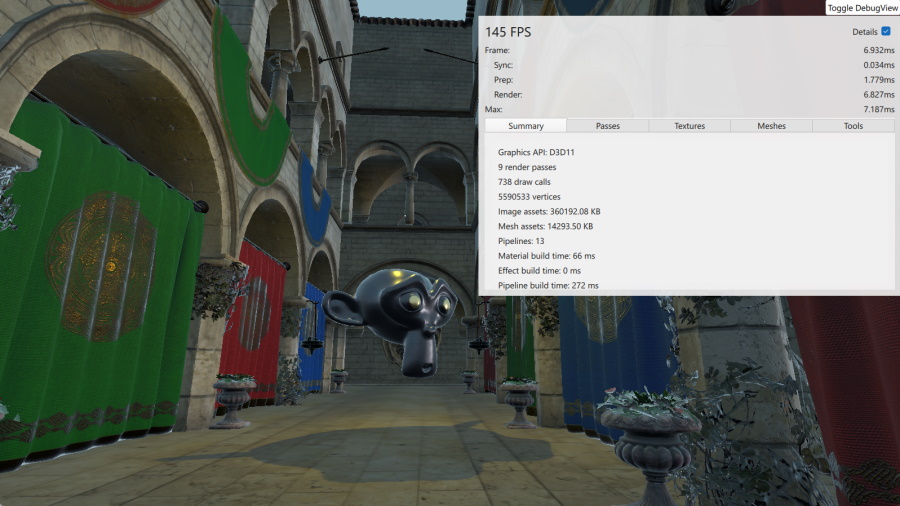 Toggle DebugView
145 FPS Details
Frame: 6.932ms
Sync: 0.034ms
Prep: 1.779ms
Render: 6.827ms
Max: 7.187ms
Summary Passes Textures Meshes Tools
Graphics API: D3D11
9 render passes
738 draw calls
5590533 vertices
Image assets: 360192.08 KB
Mesh assets: 14293.50 KB
Pipelines: 13
Material build time: 66 ms
Effect build time: 0 ms
Pipeline build time: 272 ms